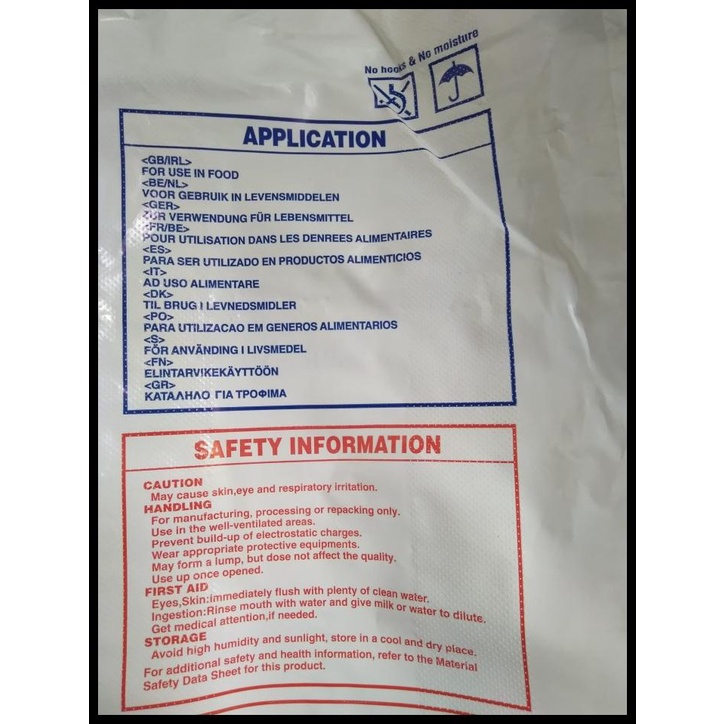 No hooks & No moisture
APPLICATION
<GB/IRL>
FOR USE IN FOOD
<BE/NL>
VOOR GEBRUIK IN LEVENSMIDDELEN
<GER>
ZUR VERWENDUNG FÜR LEBENSMITTEL
<FR/BE>
POUR UTILISATION DANS LES DENREES ALIMENTAIRES
<ES>
PARA SER UTILIZADO EN PRODUCTOS ALIMENTICIOS
<IT>
AD USO ALIMENTARE
<DK>
TIL BRUG I LEVNEDSMIDLER
<PO>
PARA UTILIZACAO EM GENEROS ALIMENTARIOS
<S>
FÖR ANVÄNDING I LIVSMEDEL
<FN>
ELINTARVIKEKÄYTTÖÖN
<GR>
ΚΑΤΑΛΗΛΟ ΓΙΑ ΤΡΟΦΙΜΑ
SAFETY INFORMATION
CAUTION
May cause skin,eye and respiratory irritation.
HANDLING
For manufacturing, processing or repacking only.
Use in the well-ventilated areas.
Prevent build-up of electrostatic charges.
Wear appropriate protective equipments.
May form a lump, but dose not affect the quality.
Use up once opened.
FIRST AID
Eyes,Skin:immediately flush with plenty of clean water.
Ingestion:Rinse mouth with water and give milk or water to dilute.
Get medical attention,if needed.
STORAGE
Avoid high humidity and sunlight, store in a cool and dry place.
For additional safety and health information, refer to the Material
Safety Data Sheet for this product.